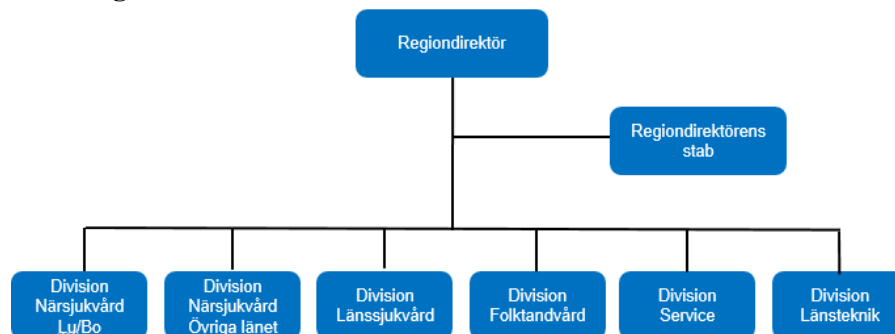 Regiondirektör
Regiondirektörens
stab
Division
Närsjukvård
Lu/Bo
Division
Närsjukvård
Övriga länet
Division
Länssjukvård
Division
Folktandvård
Division
Service
Division
Länsteknik